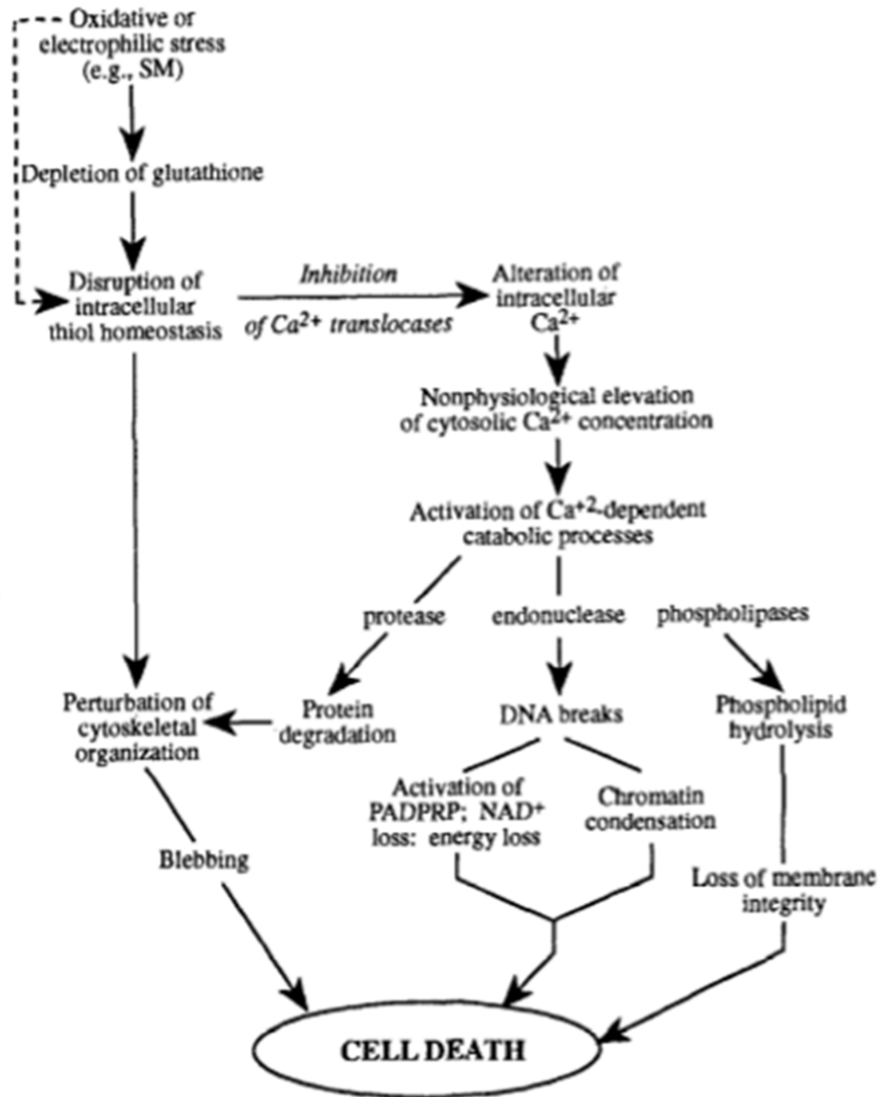 Oxidative or
electrophilic stress
(e.g., SM)
Depletion of glutathione
Disruption of
intracellular
thiol homeostasis
Inhibition
of Ca2+ translocases
Alteration of
intracellular
Ca2+
Nonphysiological elevation
of cytosolic Ca2+ concentration
Activation of Ca+2-dependent
catabolic processes
protease
endonuclease
phospholipases
Perturbation of
cytoskeletal
organization
Protein
degradation
DNA breaks
Phospholipid
hydrolysis
Activation of
PADPRP; NAD+
loss: energy loss
Chromatin
condensation
Blebbing
Loss of membrane
integrity
CELL DEATH